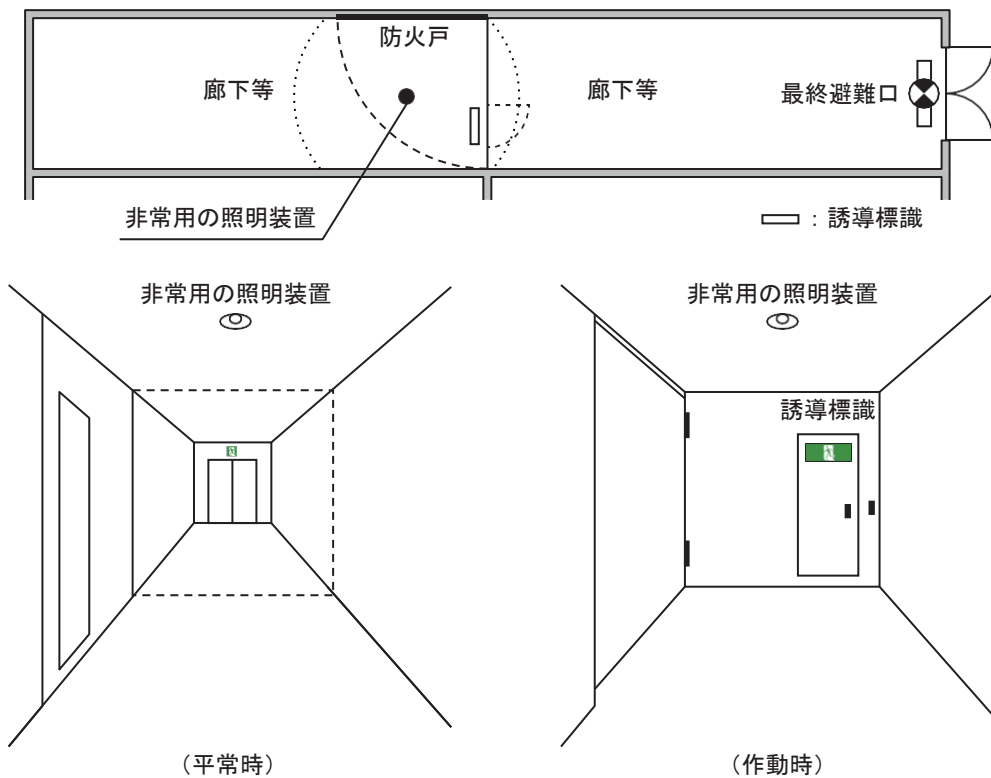 防火戸
廊下等
廊下等
最終避難口
非常用の照明装置
：誘導標識
非常用の照明装置
（平常時）
非常用の照明装置
誘導標識
（作動時）